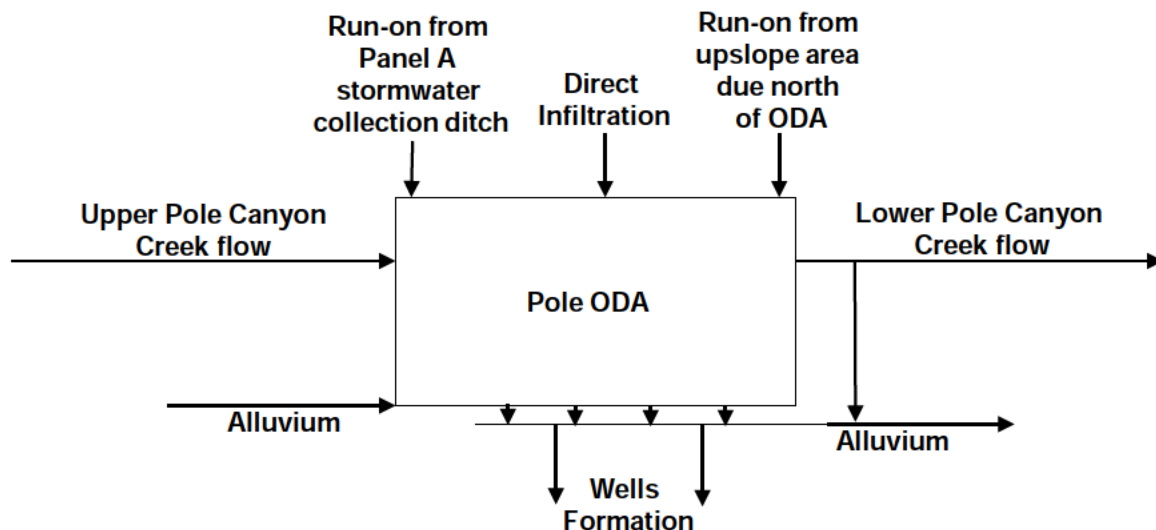 Run-on from
Panel A
stormwater
collection ditch
Direct
Infiltration
Run-on from
upslope area
due north
of ODA
Upper Pole Canyon
Creek flow
Lower Pole Canyon
Creek flow
Pole ODA
Alluvium
Alluvium
Wells
Formation